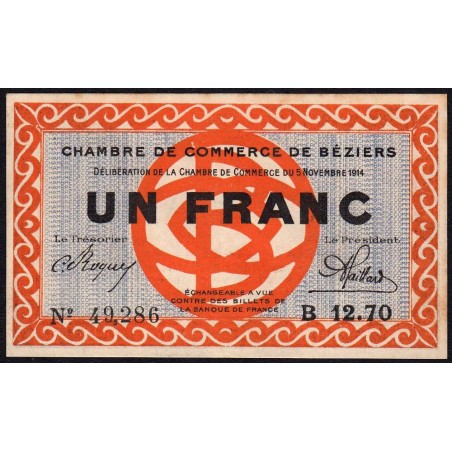 CHAMBRE DE COMMERCE DE BÉZIERS
DÉLIBÉRATION DE LA CHAMBRE DE COMMERCE DU 5 NOVEMBRE 1914
UN FRANC
Le Trésorier Le Président
ÉCHANGEABLE A VUE
CONTRE DES BILLETS DE
LA BANQUE DE FRANCE
Nº 49,286 B 12.70